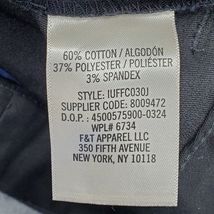 60% COTTON / ALGODÓN
37% POLYESTER / POLIÉSTER
3% SPANDEX
STYLE: IUFFC030J
SUPPLIER CODE: 8009472
D.O.P. : 4500575900-0324
WPL# 6734
F&T APPAREL LLC
350 FIFTH AVENUE
NEW YORK, NY 10118